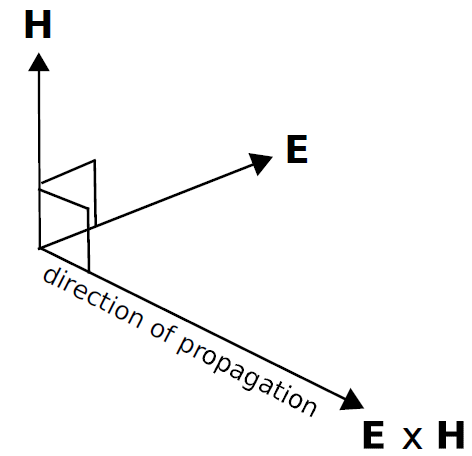 H
E
direction of propagation
E x H